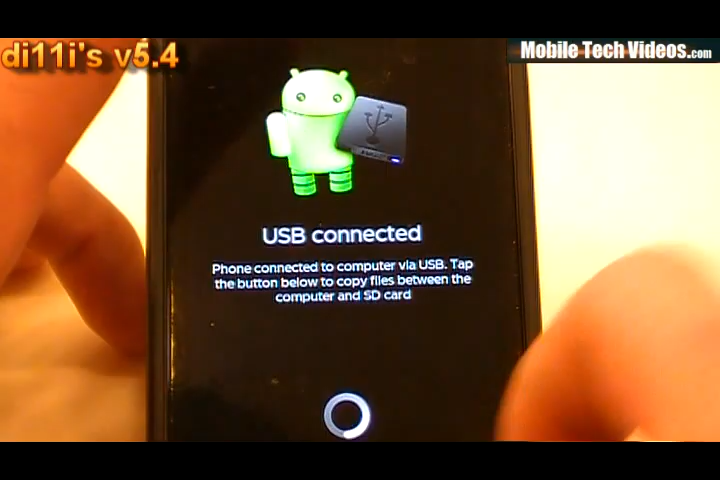 di11i's v5.4
Mobile Tech Videos.com
USB connected
Phone connected to computer via USB. Tap
the button below to copy files between the
computer and SD card